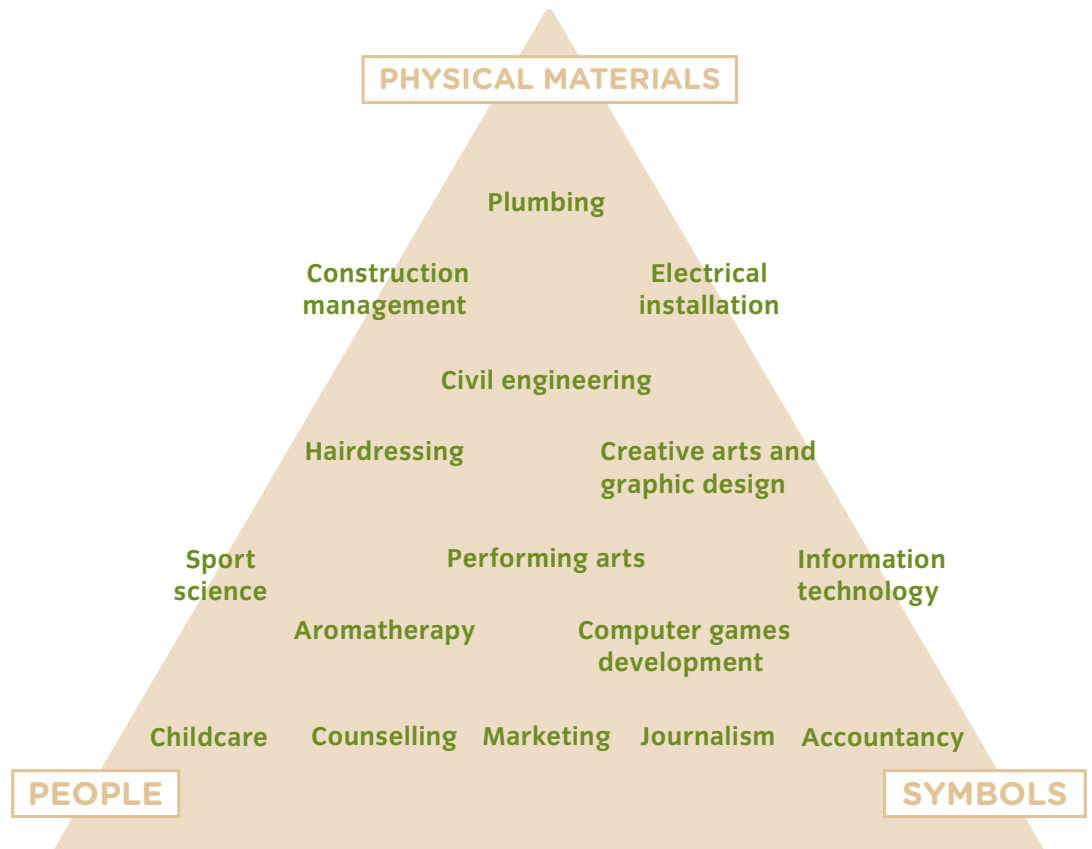 PHYSICAL MATERIALS
Plumbing
Construction
management
Electrical
installation
Civil engineering
Hairdressing
Creative arts and
graphic design
Sport
science
Performing arts
Information
technology
Aromatherapy
Computer games
development
Childcare
Counselling
Marketing
Journalism
Accountancy
PEOPLE
SYMBOLS